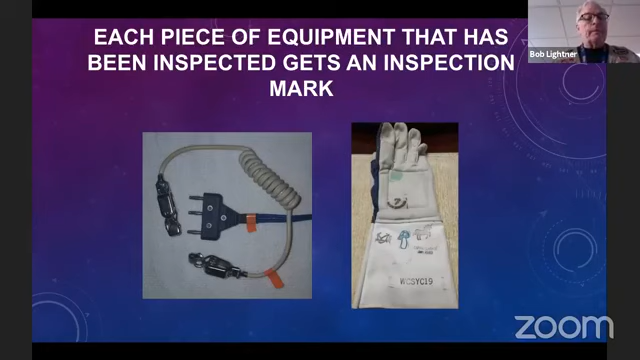 EACH PIECE OF EQUIPMENT THAT HAS
BEEN INSPECTED GETS AN INSPECTION
MARK
Bob Lightner
WCSYC19
zoom